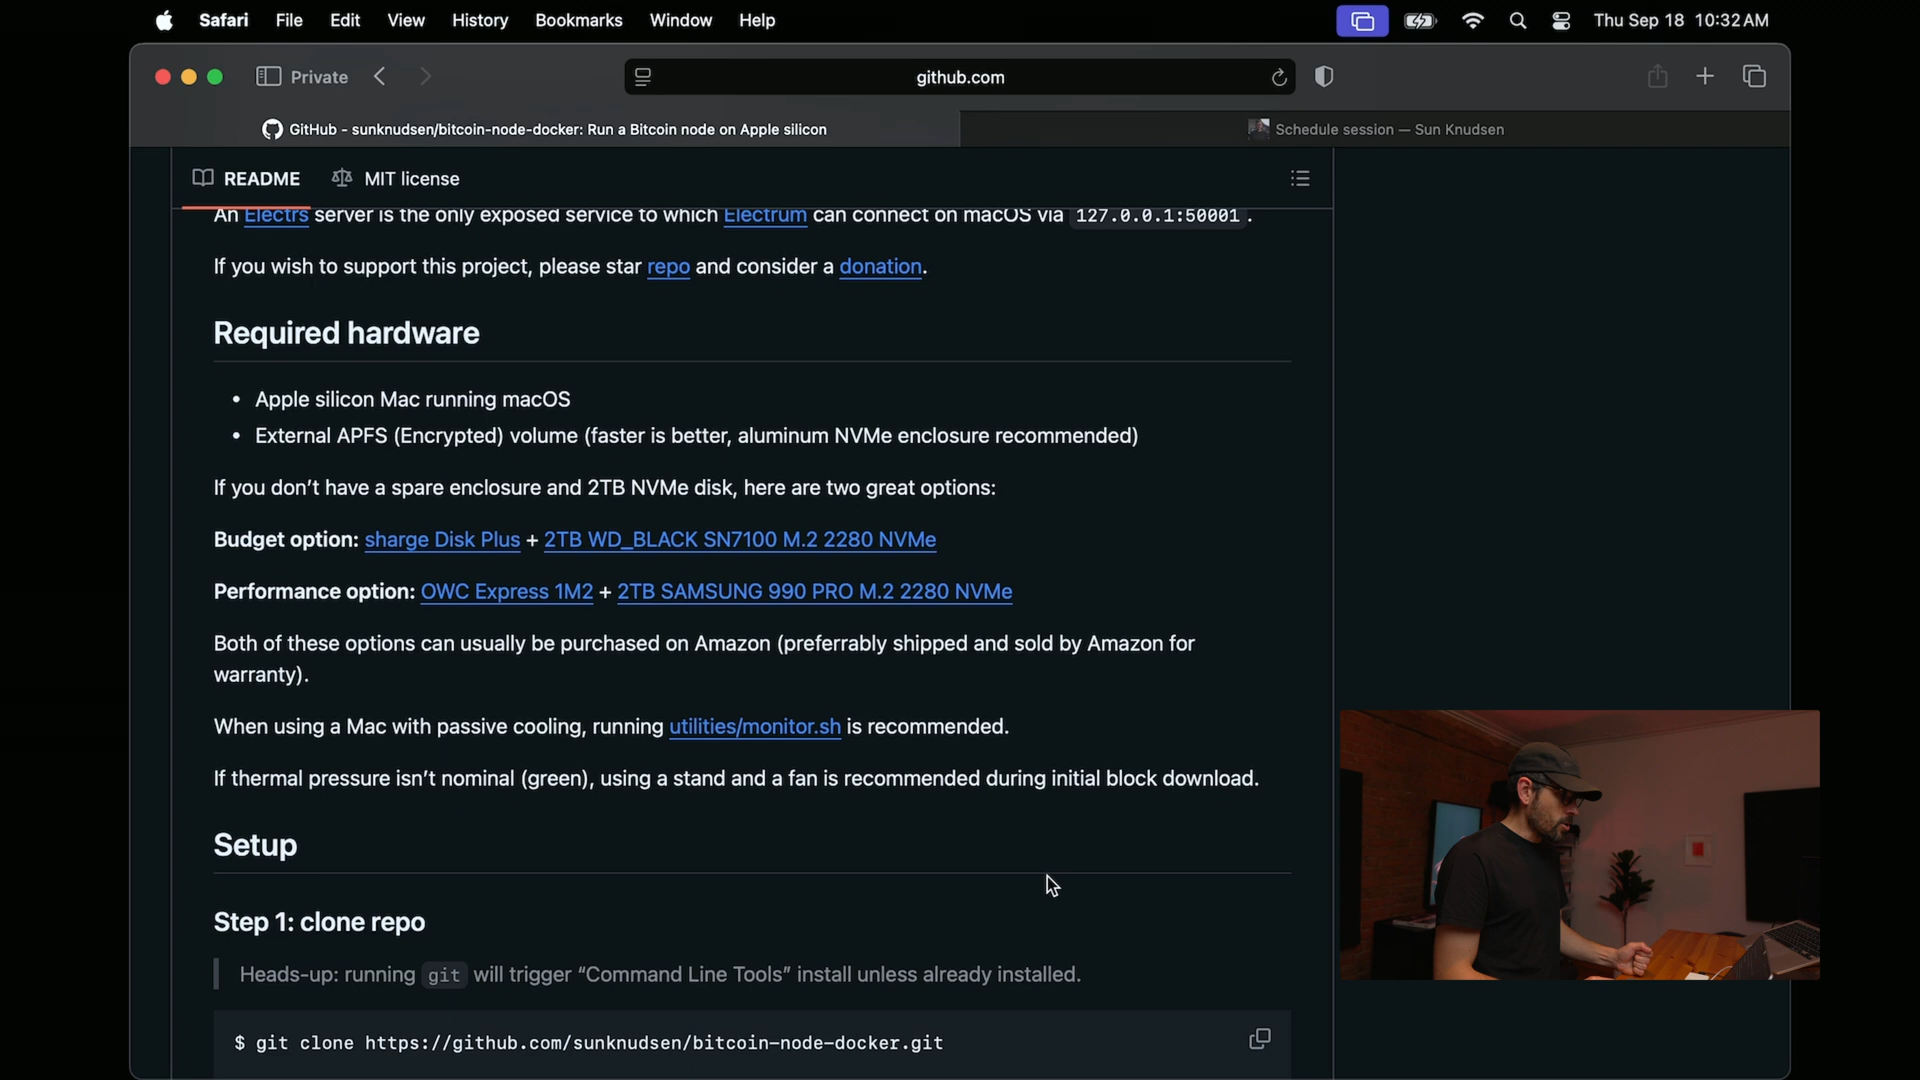 Safari File Edit View History Bookmarks Window Help Thu Sep 18 10:32 AM
Private github.com
GitHub - sunknudsen/bitcoin-node-docker: Run a Bitcoin node on Apple silicon Schedule session — Sun Knudsen
README MIT license
An Electrs server is the only exposed service to which Electrum can connect on macOS via 127.0.0.1:50001.
If you wish to support this project, please star repo and consider a donation.
Required hardware
• Apple silicon Mac running macOS
• External APFS (Encrypted) volume (faster is better, aluminum NVMe enclosure recommended)
If you don't have a spare enclosure and 2TB NVMe disk, here are two great options:
Budget option: sharge Disk Plus + 2TB WD_BLACK SN7100 M.2 2280 NVMe
Performance option: OWC Express 1M2 + 2TB SAMSUNG 990 PRO M.2 2280 NVMe
Both of these options can usually be purchased on Amazon (preferrably shipped and sold by Amazon for
warranty).
When using a Mac with passive cooling, running utilities/monitor.sh is recommended.
If thermal pressure isn't nominal (green), using a stand and a fan is recommended during initial block download.
Setup
Step 1: clone repo
Heads-up: running git will trigger “Command Line Tools” install unless already installed.
$ git clone https://github.com/sunknudsen/bitcoin-node-docker.git